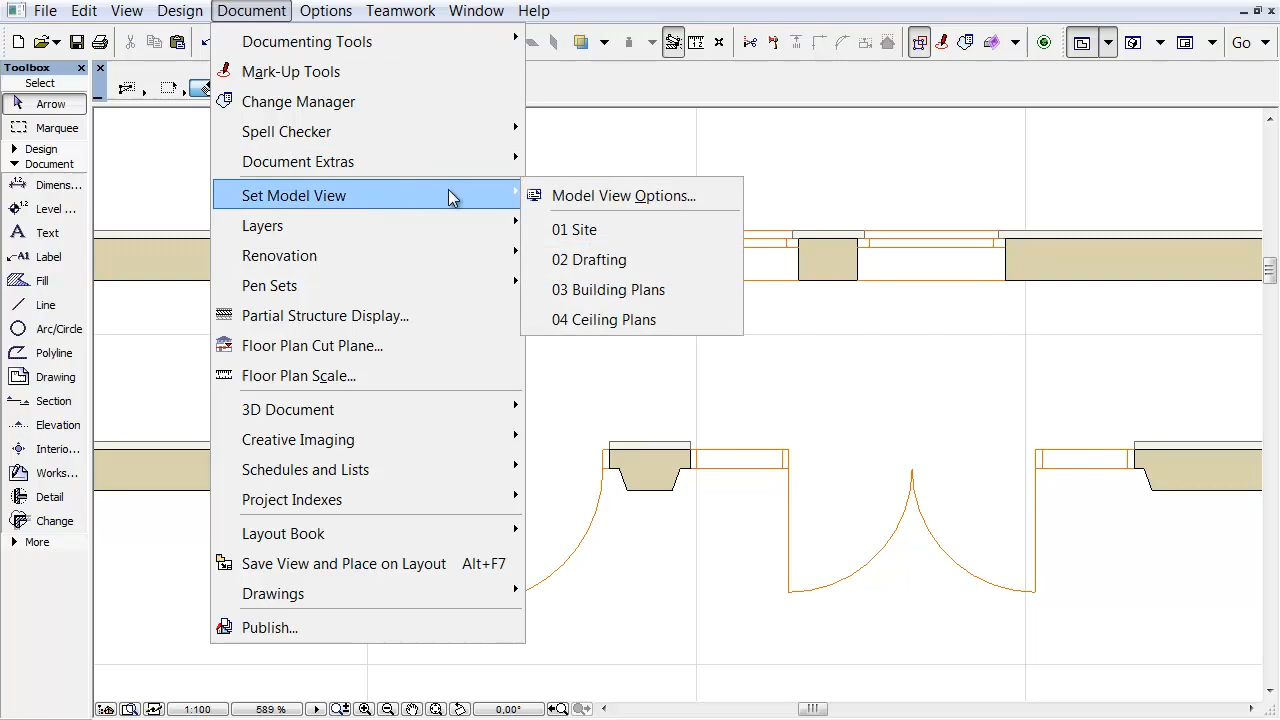 File Edit View Design Document Options Teamwork Window Help
Go
Toolbox
Select
Arrow
Marquee
Design
Document
Dimens...
Level ...
Text
Label
Fill
Line
Arc/Circle
Polyline
Drawing
Section
Elevation
Interio...
Works...
Detail
Change
More
Documenting Tools
Mark-Up Tools
Change Manager
Spell Checker
Document Extras
Set Model View
Layers
Renovation
Pen Sets
Partial Structure Display...
Floor Plan Cut Plane...
Floor Plan Scale...
3D Document
Creative Imaging
Schedules and Lists
Project Indexes
Layout Book
Save View and Place on Layout Alt+F7
Drawings
Publish...
Model View Options...
01 Site
02 Drafting
03 Building Plans
04 Ceiling Plans
1:100 589 % 0,00°